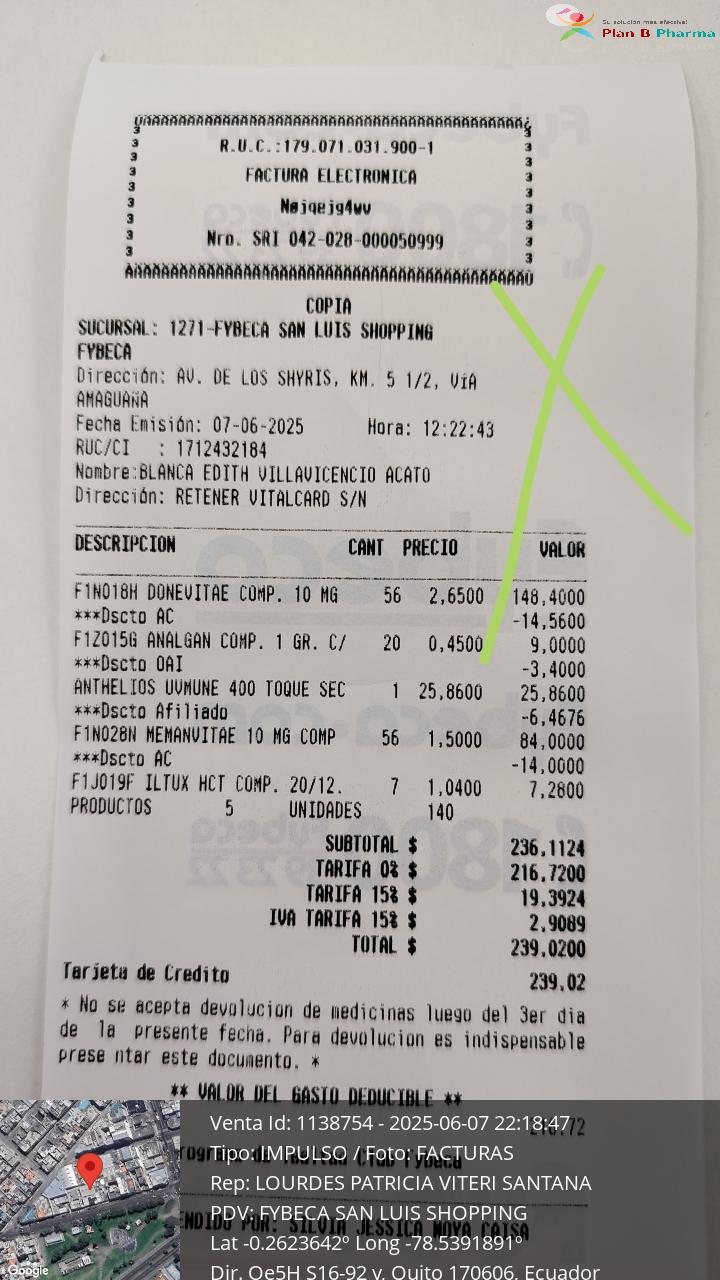 Su solución más efectiva!
Plan B Pharma
R.U.C.:179.071.031.900-1
FACTURA ELECTRONICA
Nøjqejg4wv
Nro. SRI 042-028-000050999
COPIA
SUCURSAL: 1271-FYBECA SAN LUIS SHOPPING
FYBECA
Dirección: AV. DE LOS SHYRIS, KM. 5 1/2, VíA
AMAGUAÑA
Fecha Emisión: 07-06-2025 Hora: 12:22:43
RUC/CI : 1712432184
Nombre:BLANCA EDITH VILLAVICENCIO ACATO
Dirección: RETENER VITALCARD S/N
DESCRIPCION CANT PRECIO VALOR
F1N018H DONEVITAE COMP. 10 MG 56 2,6500 148,4000
***Dscto AC -14,5600
F1Z015G ANALGAN COMP. 1 GR. C/ 20 0,4500 9,0000
***Dscto OAI -3,4000
ANTHELIOS UVMUNE 400 TOQUE SEC 1 25,8600 25,8600
***Dscto Afiliado -6,4676
F1N028N MEMANVITAE 10 MG COMP 56 1,5000 84,0000
***Dscto AC -14,0000
F1J019F ILTUX HCT COMP. 20/12. 7 1,0400 7,2800
PRODUCTOS 5 UNIDADES 140
SUBTOTAL $ 236,1124
TARIFA 0% $ 216,7200
TARIFA 15% $ 19,3924
IVA TARIFA 15% $ 2,9089
TOTAL $ 239,0200
Tarjeta de Credito 239,02
* No se acepta devolucion de medicinas luego del 3er dia
de la presente fecha. Para devolucion es indispensable
prese ntar este documento. *
** VALOR DEL GASTO DEDUCIBLE **
Venta Id: 1138754 - 2025-06-07 22:18:47
Tipo: IMPULSO / Foto: FACTURAS
Rep: LOURDES PATRICIA VITERI SANTANA
PDV: FYBECA SAN LUIS SHOPPING
ENDIDO POR: SILVIA JESSICA MOYA CAISA
Lat -0.2623642º Long -78.5391891º
Dir. Oe5H S16-92 y, Quito 170606, Ecuador
Google